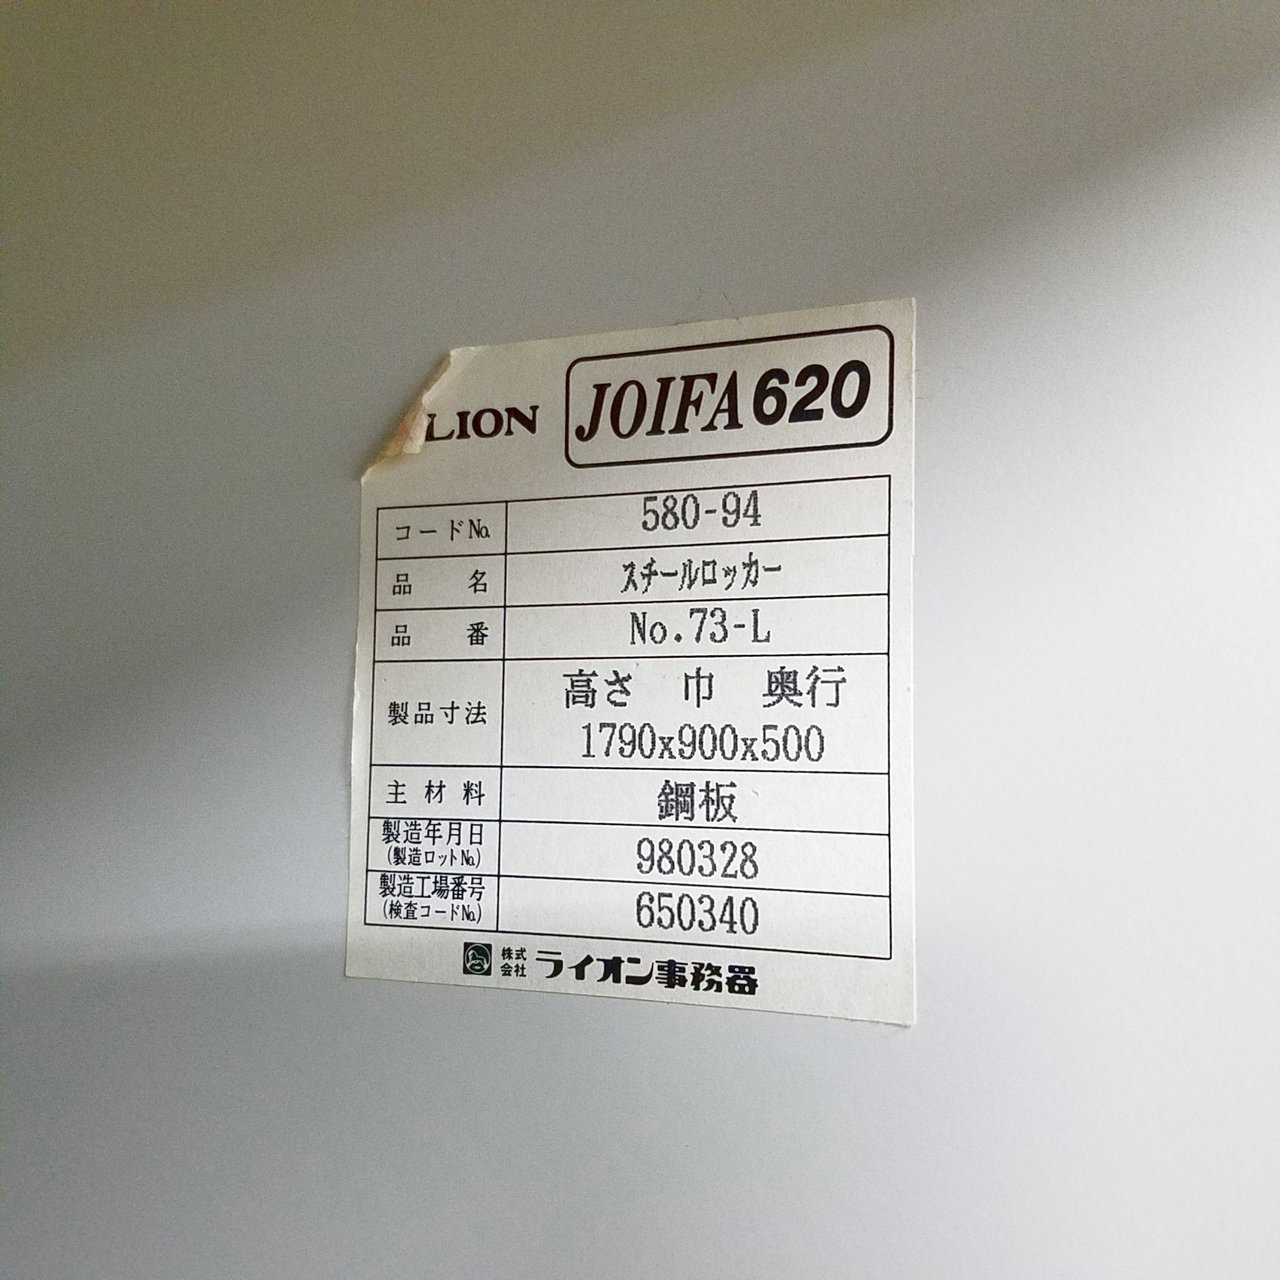 LION JOIFA620
コードNo. 580-94
品名 スチールロッカー
品番 No.73-L
製品寸法 高さ 巾 奥行
1790x900x500
主材料 鋼板
製造年月日
(製造ロットNo.) 980328
製造工場番号
(検査コードNo.) 650340
株式会社 ライオン事務器